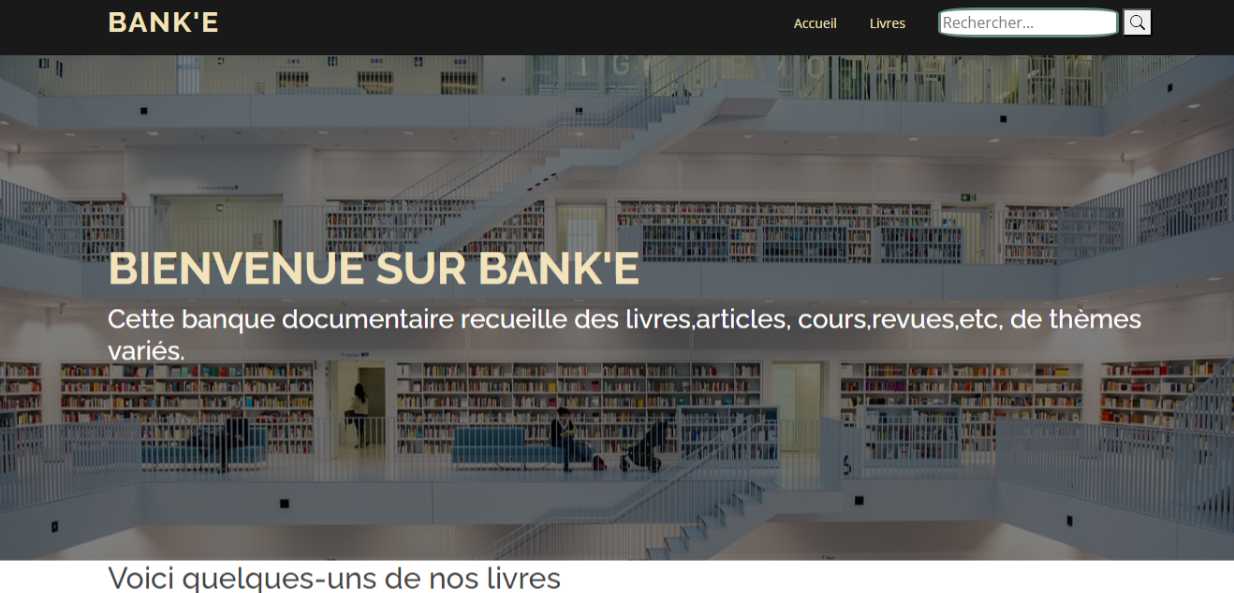 BANK'E
Accueil
Livres
Rechercher...
BIENVENUE SUR BANK'E
Cette banque documentaire recueille des livres,articles, cours,revues,etc, de thèmes
variés.
Voici quelques-uns de nos livres